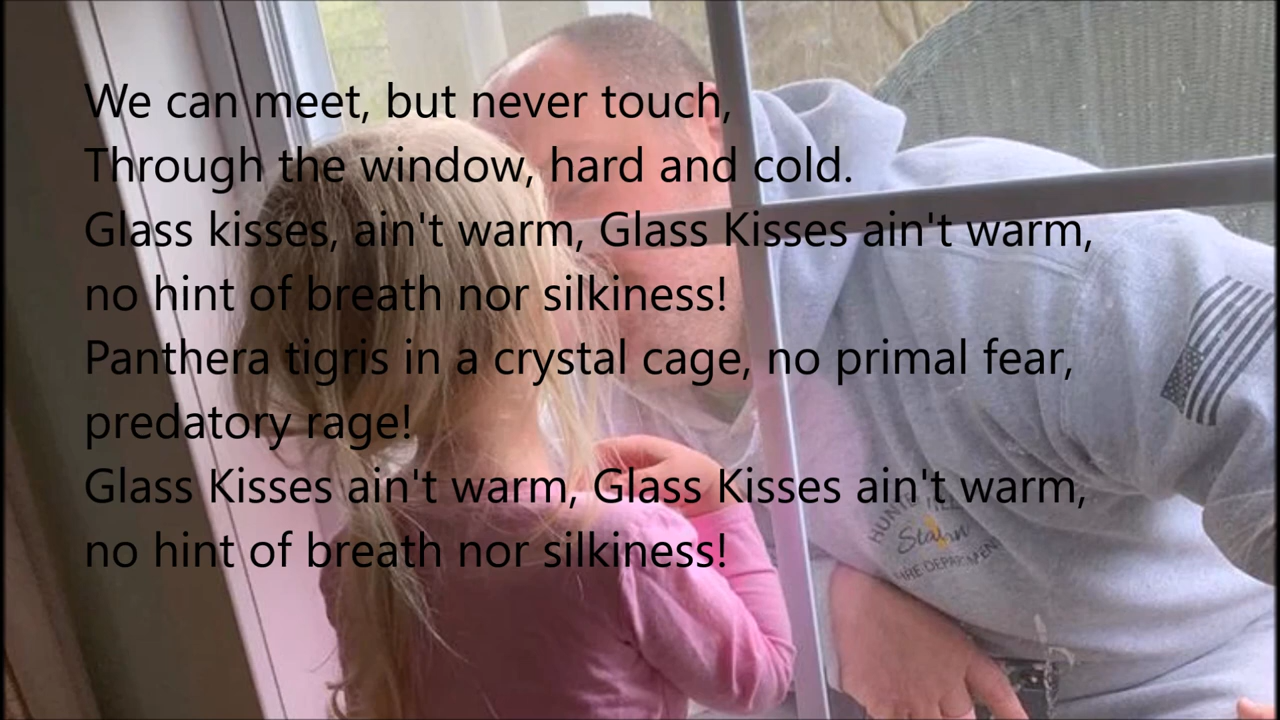 We can meet, but never touch,
Through the window, hard and cold.
Glass kisses, ain't warm, Glass Kisses ain't warm,
no hint of breath nor silkiness!
Panthera tigris in a crystal cage, no primal fear,
predatory rage!
Glass Kisses ain't warm, Glass Kisses ain't warm,
no hint of breath nor silkiness!